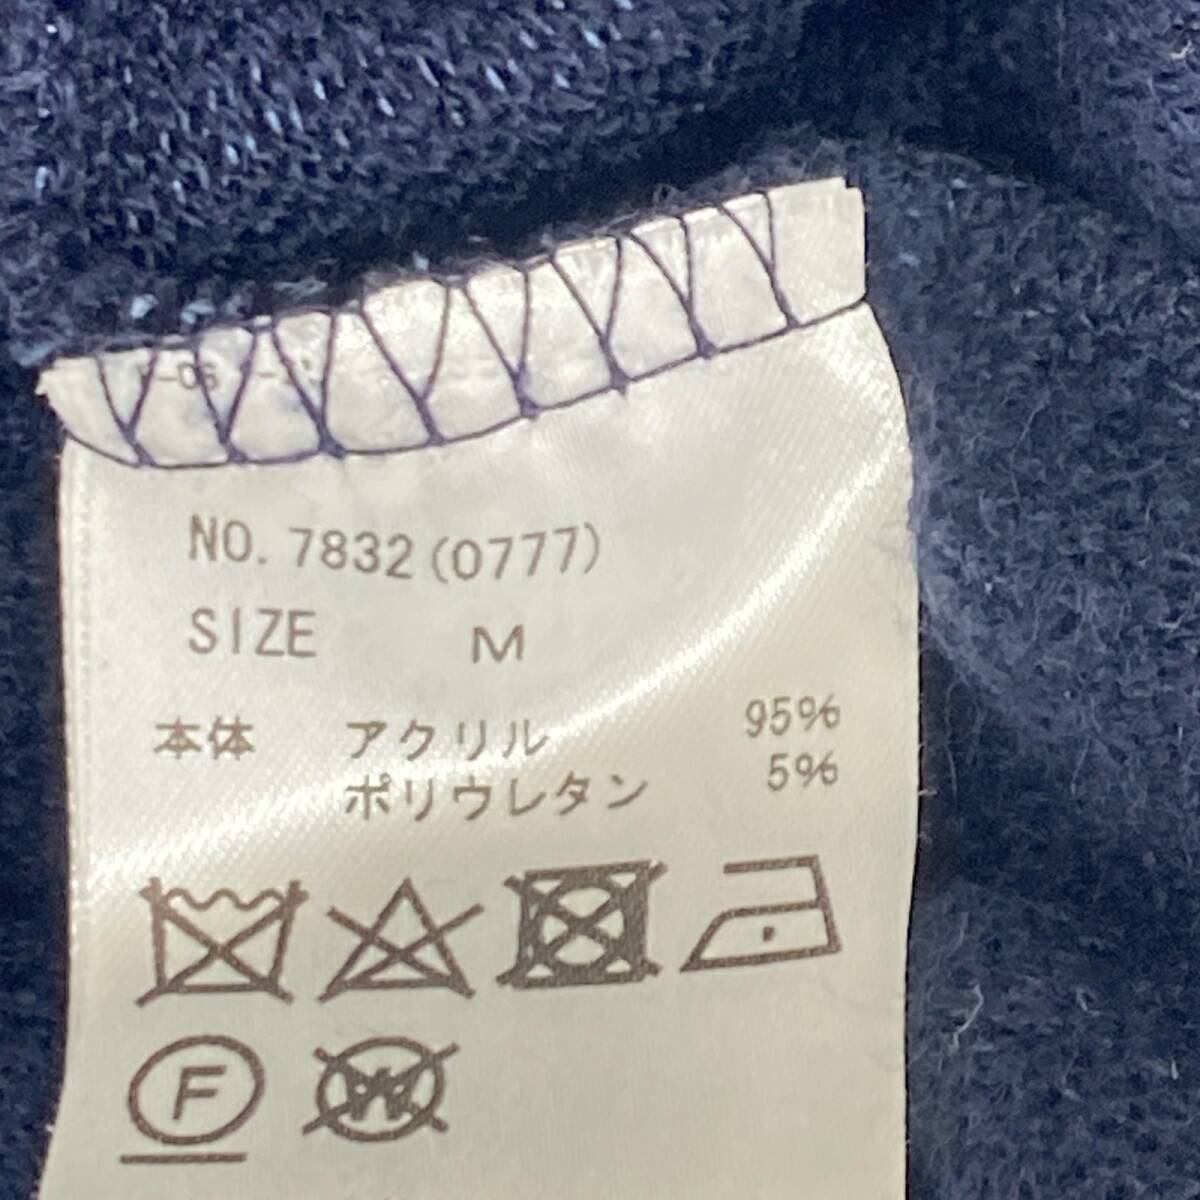 NO. 7832(0777)
SIZE M
本体 アクリル 95%
ポリウレタン 5%
F
W